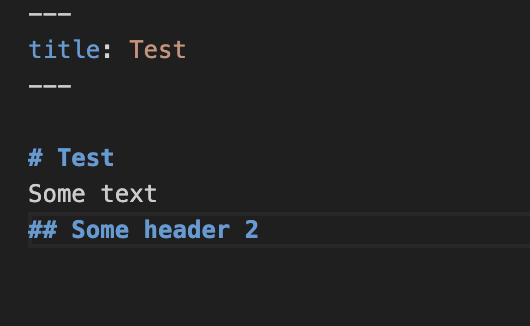 ---
title: Test
---
# Test
Some text
## Some header 2